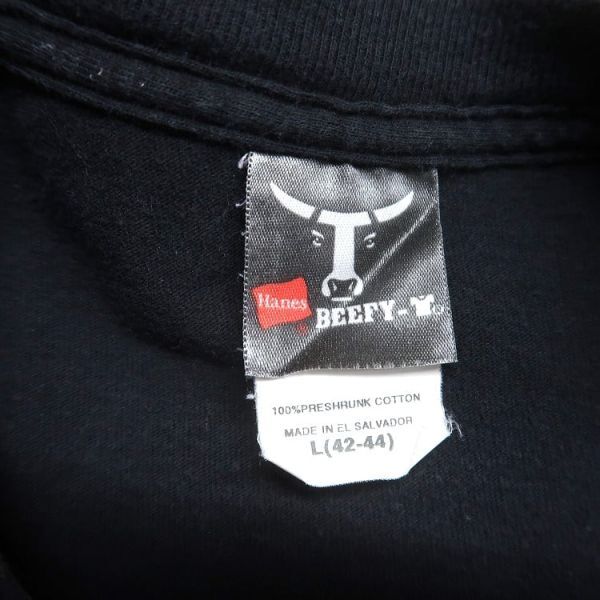 Hanes
BEEFY-T
100%PRESHRUNK COTTON
MADE IN EL SALVADOR
L(42-44)